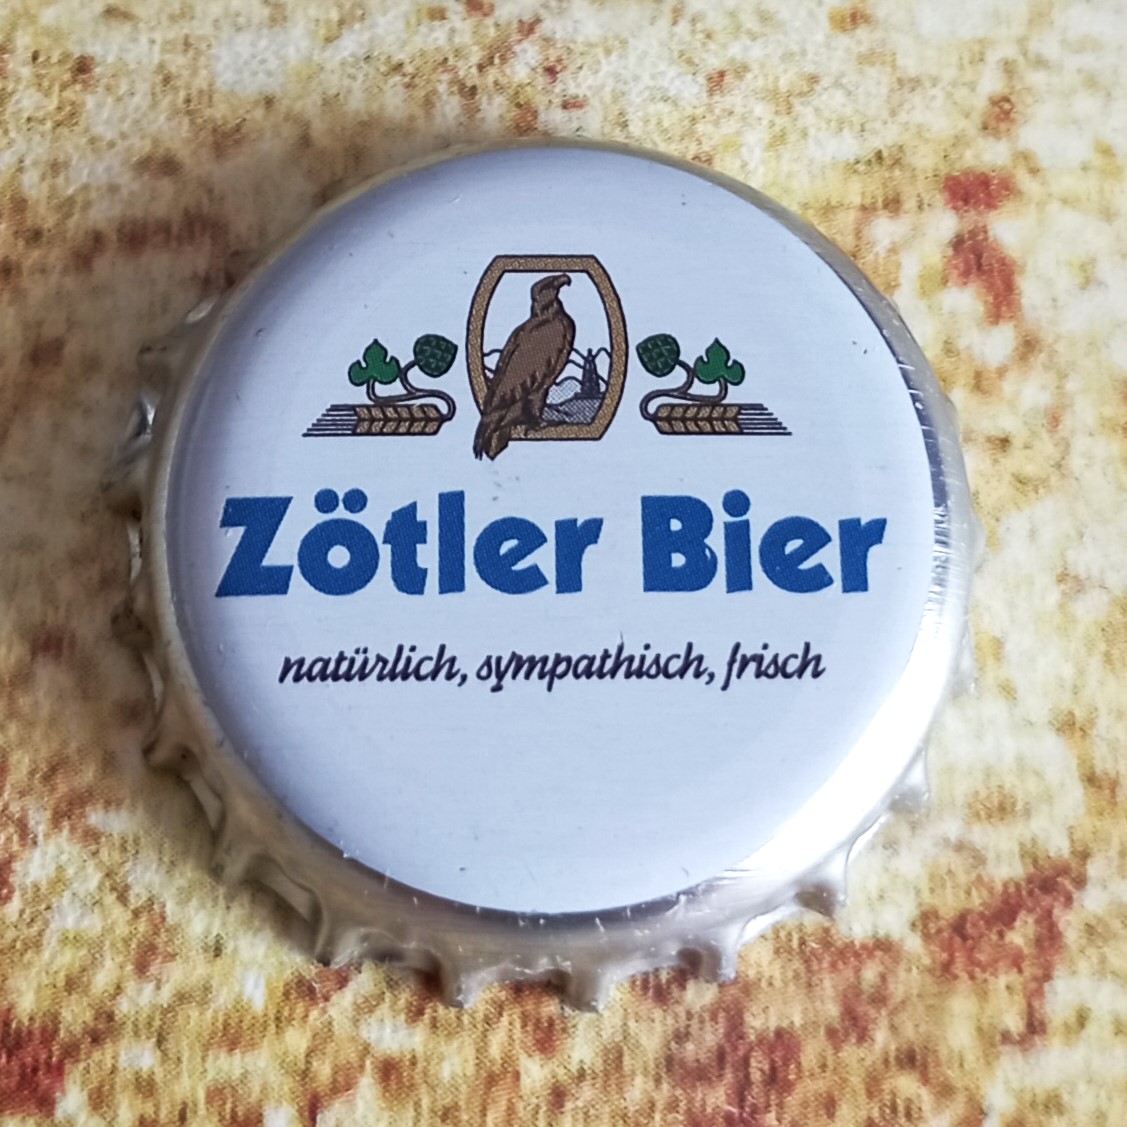 Zötler Bier
natürlich, sympathisch, frisch